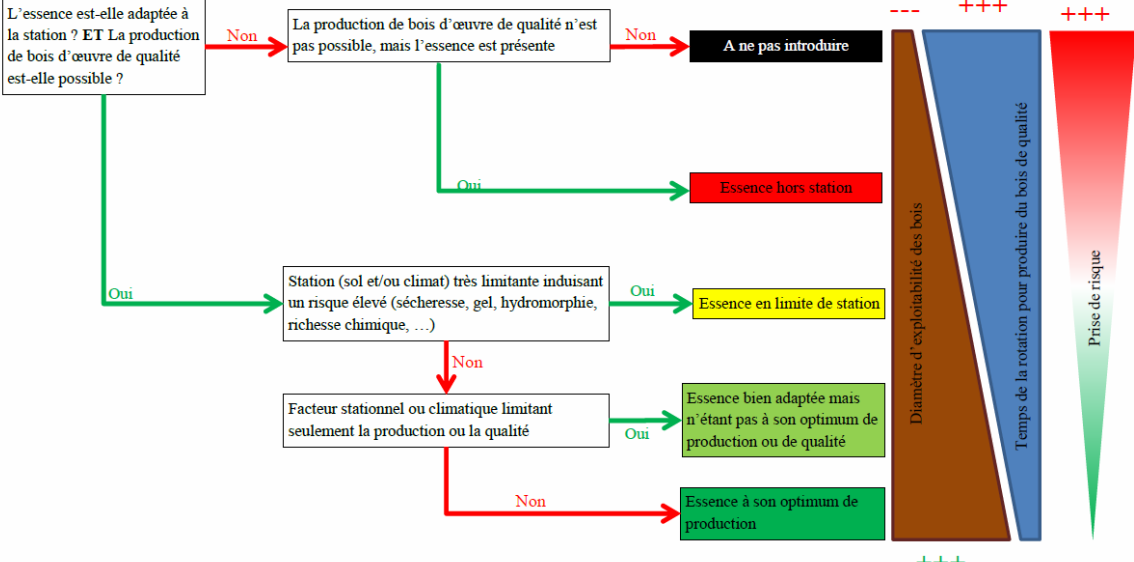 L’essence est-elle adaptée à
la station ? ET La production
de bois d’œuvre de qualité
est-elle possible ?
Non
La production de bois d’œuvre de qualité n’est
pas possible, mais l’essence est présente
Non
A ne pas introduire
---
+++
+++
Oui
Essence hors station
Oui
Station (sol et/ou climat) très limitante induisant
un risque élevé (sécheresse, gel, hydromorphie,
richesse chimique, …)
Oui
Essence en limite de station
Non
Facteur stationnel ou climatique limitant
seulement la production ou la qualité
Oui
Essence bien adaptée mais
n’étant pas à son optimum de
production ou de qualité
Non
Essence à son optimum de
production
Diamètre d’exploitabilité des bois
Temps de la rotation pour produire du bois de qualité
Prise de risque
+++